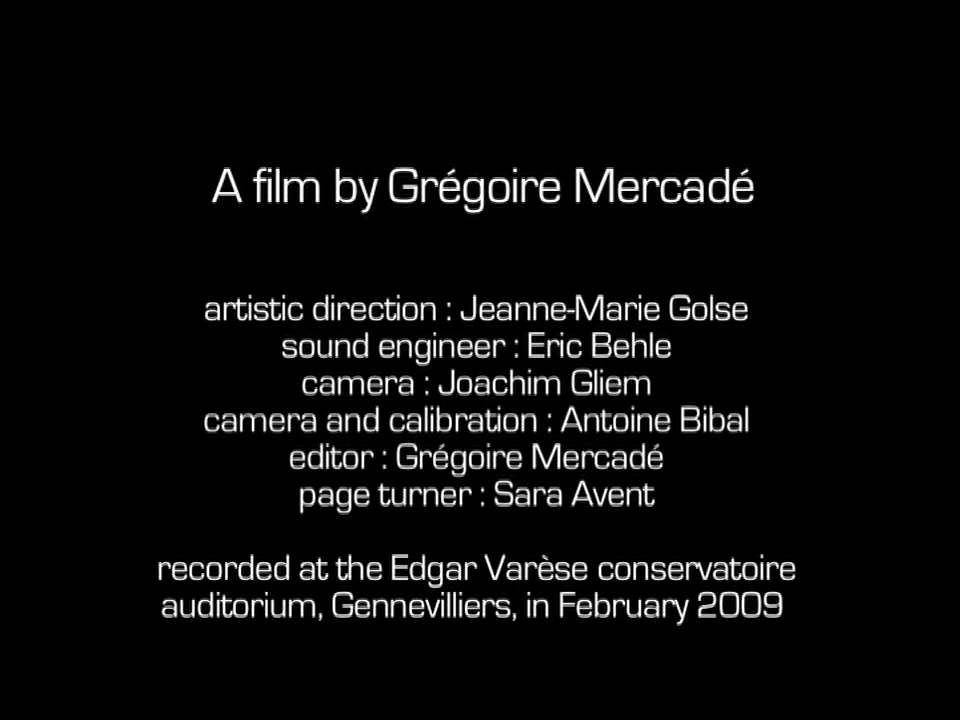 A film by Grégoire Mercadé
artistic direction : Jeanne-Marie Golse
sound engineer : Eric Behle
camera : Joachim Gliem
camera and calibration : Antoine Bibal
editor : Grégoire Mercadé
page turner : Sara Avent
recorded at the Edgar Varèse conservatoire
auditorium, Gennevilliers, in February 2009